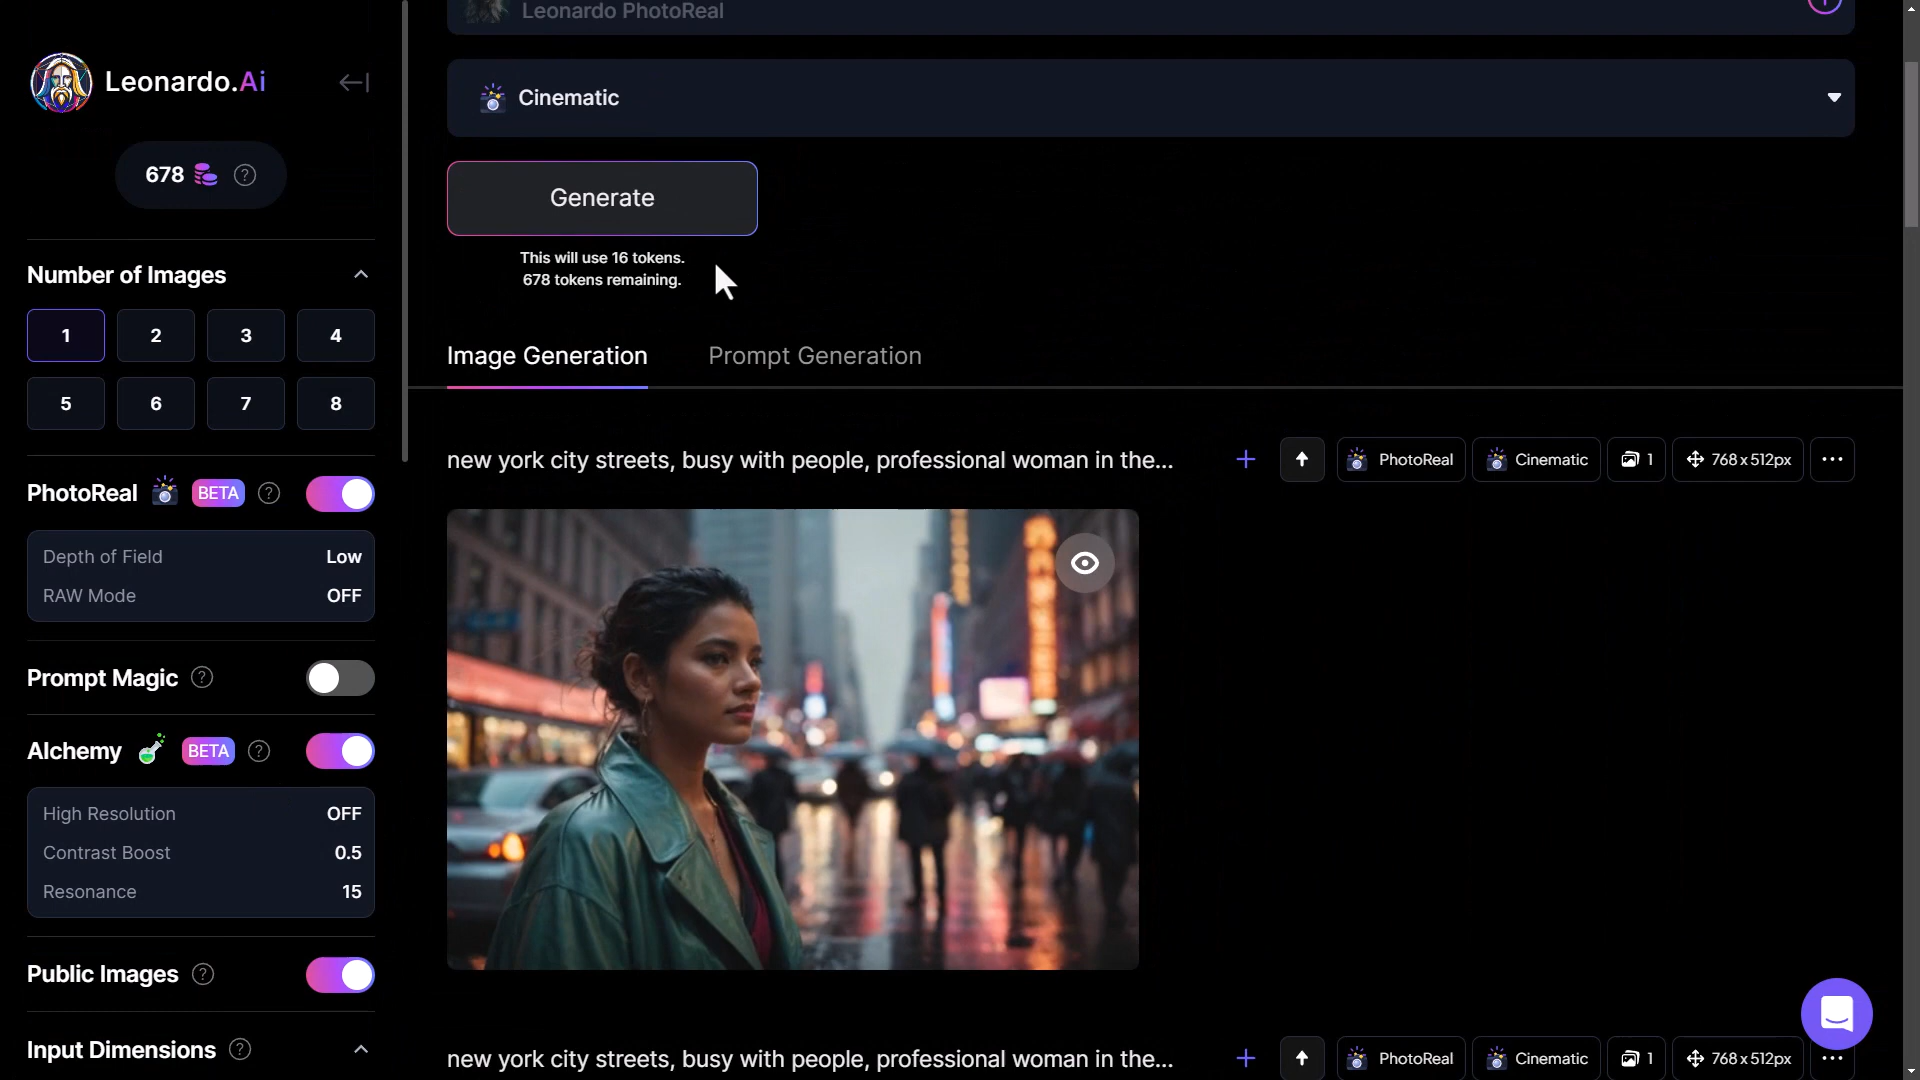 Leonardo PhotoReal
Leonardo.Ai
Cinematic
678
Generate
This will use 16 tokens.
678 tokens remaining.
Number of Images
1 2 3 4
5 6 7 8
Image Generation Prompt Generation
new york city streets, busy with people, professional woman in the...
PhotoReal Cinematic 1 768 x 512px
PhotoReal BETA
Depth of Field Low
RAW Mode OFF
Prompt Magic
Alchemy BETA
High Resolution OFF
Contrast Boost 0.5
Resonance 15
Public Images
Input Dimensions
new york city streets, busy with people, professional woman in the...
PhotoReal Cinematic 1 768 x 512px